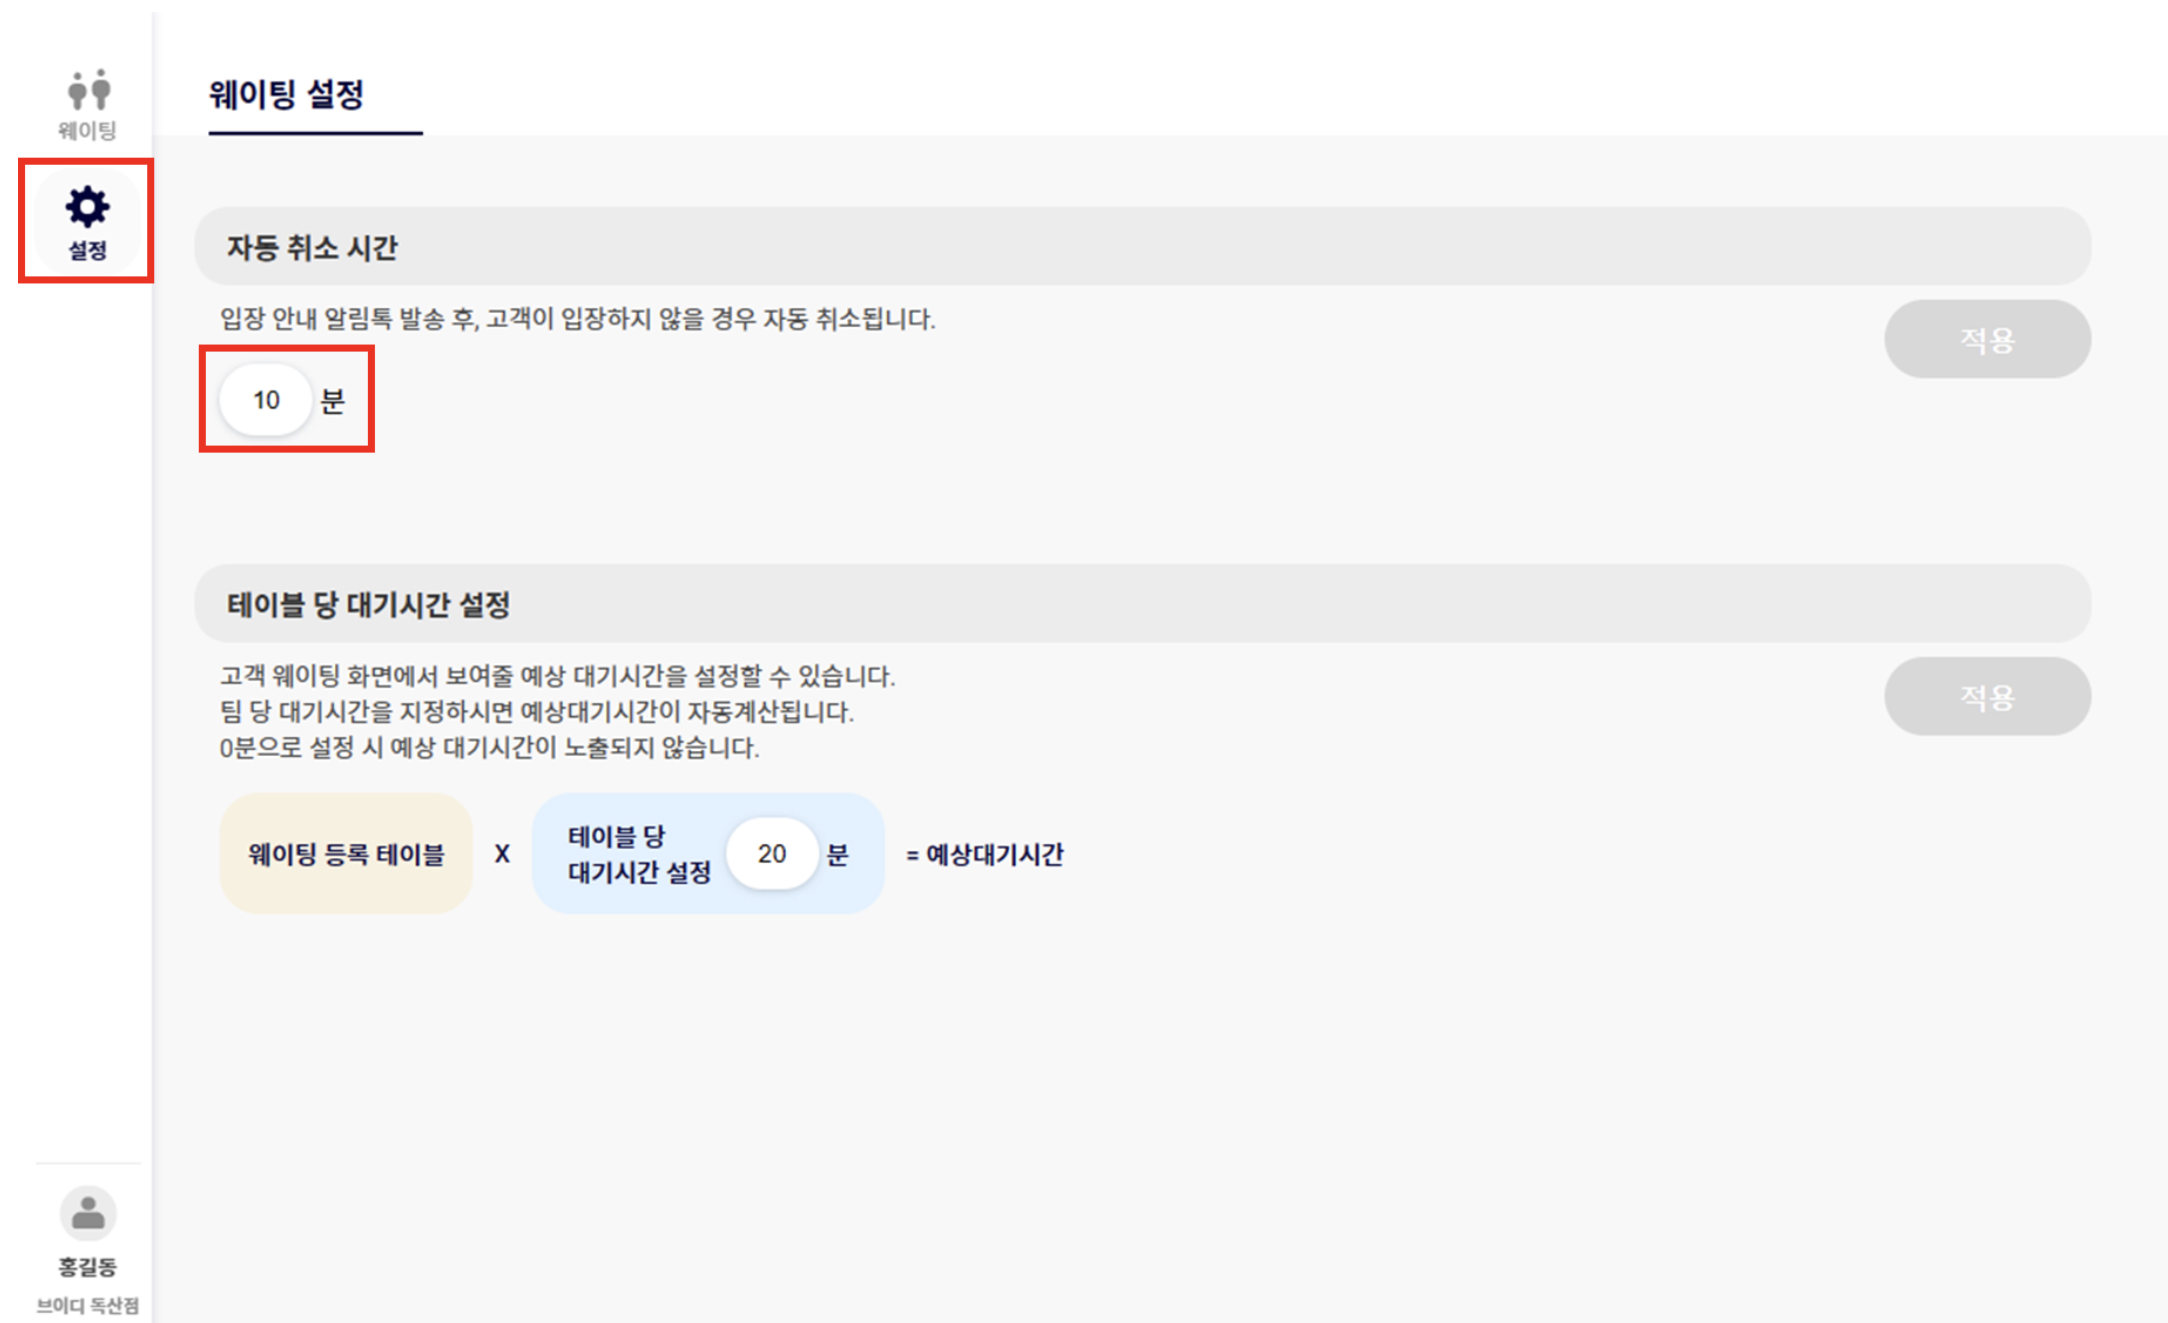 웨이팅
설정
웨이팅 설정
자동 취소 시간
입장 안내 알림톡 발송 후, 고객이 입장하지 않을 경우 자동 취소됩니다.
적용
10 분
테이블 당 대기시간 설정
고객 웨이팅 화면에서 보여줄 예상 대기시간을 설정할 수 있습니다.
팀 당 대기시간을 지정하시면 예상대기시간이 자동계산됩니다.
0분으로 설정 시 예상 대기시간이 노출되지 않습니다.
적용
웨이팅 등록 테이블 X 테이블 당
대기시간 설정 20 분 = 예상대기시간
홍길동
브이디 독산점